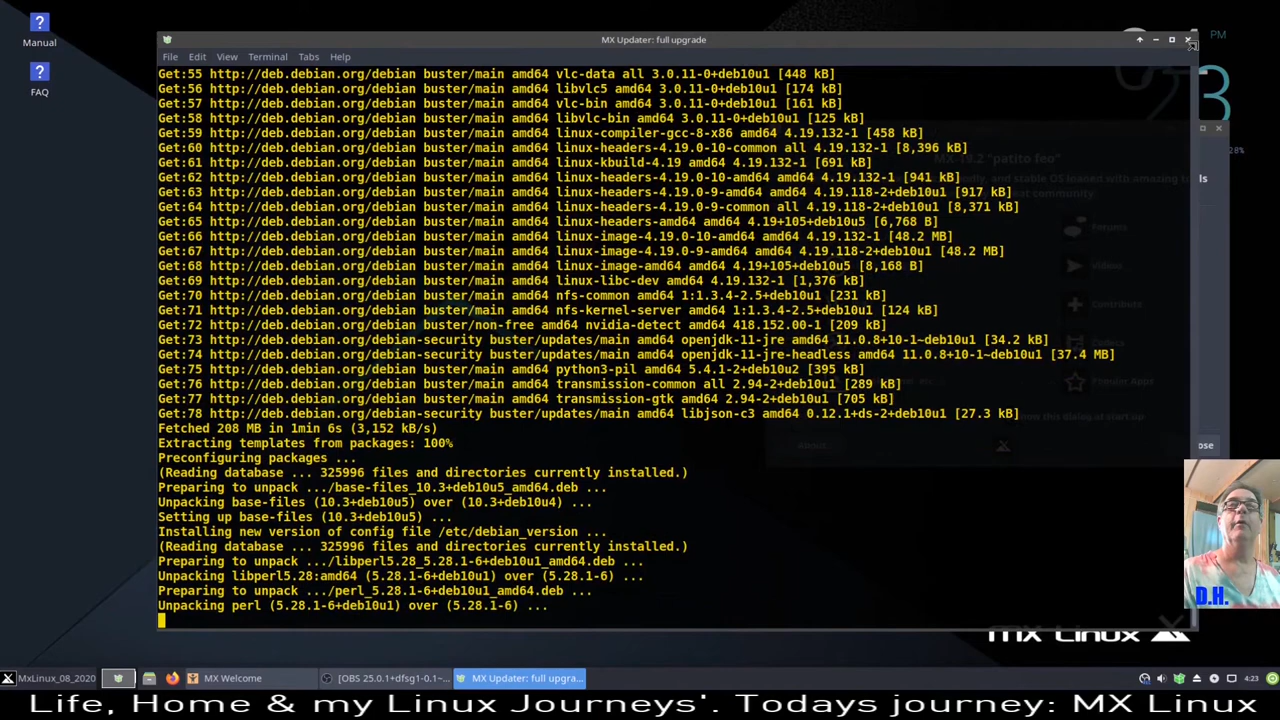 Manual
FAQ
PM
28%
MX Updater: full upgrade
File Edit View Terminal Tabs Help
Get:55 http://deb.debian.org/debian buster/main amd64 vlc-data all 3.0.11-0+deb10u1 [448 kB]
Get:56 http://deb.debian.org/debian buster/main amd64 libvlc5 amd64 3.0.11-0+deb10u1 [174 kB]
Get:57 http://deb.debian.org/debian buster/main amd64 vlc-bin amd64 3.0.11-0+deb10u1 [161 kB]
Get:58 http://deb.debian.org/debian buster/main amd64 libvlc-bin amd64 3.0.11-0+deb10u1 [125 kB]
Get:59 http://deb.debian.org/debian buster/main amd64 linux-compiler-gcc-8-x86 amd64 4.19.132-1 [458 kB]
Get:60 http://deb.debian.org/debian buster/main amd64 linux-headers-4.19.0-10-common all 4.19.132-1 [8,396 kB]
Get:61 http://deb.debian.org/debian buster/main amd64 linux-kbuild-4.19 amd64 4.19.132-1 [691 kB]
Get:62 http://deb.debian.org/debian buster/main amd64 linux-headers-4.19.0-10-amd64 amd64 4.19.132-1 [941 kB]
Get:63 http://deb.debian.org/debian buster/main amd64 linux-headers-4.19.0-9-amd64 amd64 4.19.118-2+deb10u1 [917 kB]
Get:64 http://deb.debian.org/debian buster/main amd64 linux-headers-4.19.0-9-common all 4.19.118-2+deb10u1 [8,371 kB]
Get:65 http://deb.debian.org/debian buster/main amd64 linux-headers-amd64 amd64 4.19+105+deb10u5 [6,768 B]
Get:66 http://deb.debian.org/debian buster/main amd64 linux-image-4.19.0-10-amd64 amd64 4.19.132-1 [48.2 MB]
Get:67 http://deb.debian.org/debian buster/main amd64 linux-image-4.19.0-9-amd64 amd64 4.19.118-2+deb10u1 [48.2 MB]
Get:68 http://deb.debian.org/debian buster/main amd64 linux-image-amd64 amd64 4.19+105+deb10u5 [8,168 B]
Get:69 http://deb.debian.org/debian buster/main amd64 linux-libc-dev amd64 4.19.132-1 [1,376 kB]
Get:70 http://deb.debian.org/debian buster/main amd64 nfs-common amd64 1:1.3.4-2.5+deb10u1 [231 kB]
Get:71 http://deb.debian.org/debian buster/main amd64 nfs-kernel-server amd64 1:1.3.4-2.5+deb10u1 [124 kB]
Get:72 http://deb.debian.org/debian buster/non-free amd64 nvidia-detect amd64 418.152.00-1 [209 kB]
Get:73 http://deb.debian.org/debian-security buster/updates/main amd64 openjdk-11-jre amd64 11.0.8+10-1~deb10u1 [34.2 kB]
Get:74 http://deb.debian.org/debian-security buster/updates/main amd64 openjdk-11-jre-headless amd64 11.0.8+10-1~deb10u1 [37.4 MB]
Get:75 http://deb.debian.org/debian buster/main amd64 python3-pil amd64 5.4.1-2+deb10u2 [395 kB]
Get:76 http://deb.debian.org/debian buster/main amd64 transmission-common all 2.94-2+deb10u1 [289 kB]
Get:77 http://deb.debian.org/debian buster/main amd64 transmission-gtk amd64 2.94-2+deb10u1 [705 kB]
Get:78 http://deb.debian.org/debian-security buster/updates/main amd64 libjson-c3 amd64 0.12.1+ds-2+deb10u1 [27.3 kB]
Fetched 208 MB in 1min 6s (3,152 kB/s)
Extracting templates from packages: 100%
Preconfiguring packages ...
(Reading database ... 325996 files and directories currently installed.)
Preparing to unpack .../base-files_10.3+deb10u5_amd64.deb ...
Unpacking base-files (10.3+deb10u5) over (10.3+deb10u4) ...
Setting up base-files (10.3+deb10u5) ...
Installing new version of config file /etc/debian_version ...
(Reading database ... 325996 files and directories currently installed.)
Preparing to unpack .../libperl5.28_5.28.1-6+deb10u1_amd64.deb ...
Unpacking libperl5.28:amd64 (5.28.1-6+deb10u1) over (5.28.1-6) ...
Preparing to unpack .../perl_5.28.1-6+deb10u1_amd64.deb ...
Unpacking perl (5.28.1-6+deb10u1) over (5.28.1-6) ...
MX-19.2 "patito feo"
Forums
Videos
Contribute
Codecs
Popular Apps
About
D.H.
MX Linux
MxLinux_08_2020 MX Welcome [OBS 25.0.1+dfsg1-0.1~... MX Updater: full upgra... 4:23
Life, Home & my Linux Journeys'. Todays journey: MX Linux